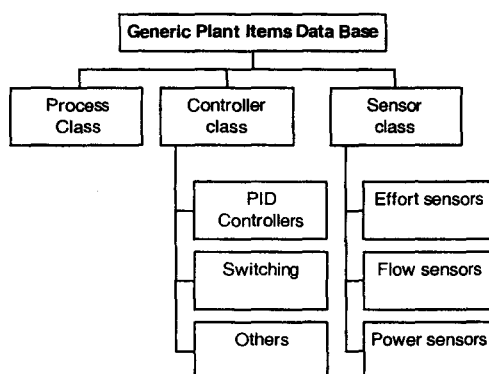 Generic Plant Items Data Base
Process
Class
Controller
class
Sensor
class
PID
Controllers
Switching
Others
Effort sensors
Flow sensors
Power sensors